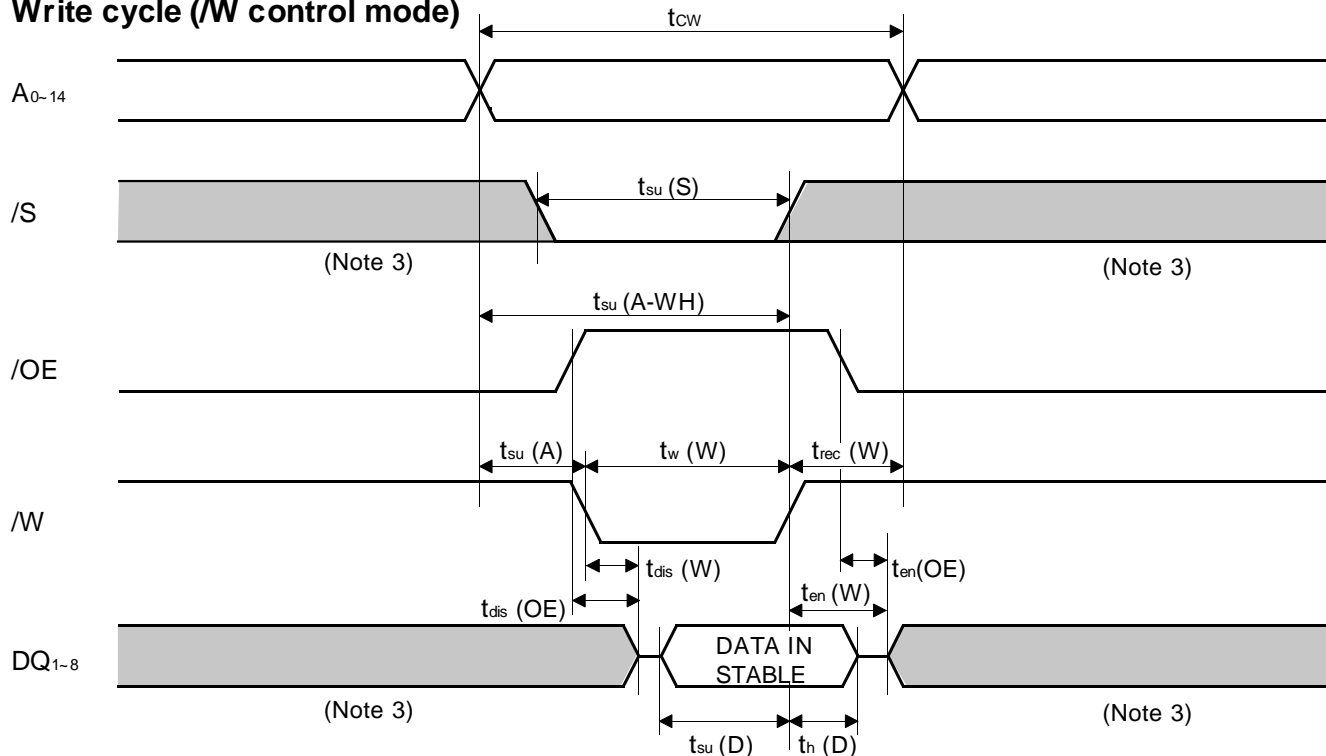 Write cycle (/W control mode)
tCW
A0~14
tsu (S)
/S
(Note 3)
(Note 3)
tsu (A-WH)
/OE
tsu (A)
tw (W)
trec (W)
/W
tdis (W)
ten(OE)
tdis (OE)
ten (W)
DQ1~8
DATA IN
STABLE
(Note 3)
(Note 3)
tsu (D)
th (D)